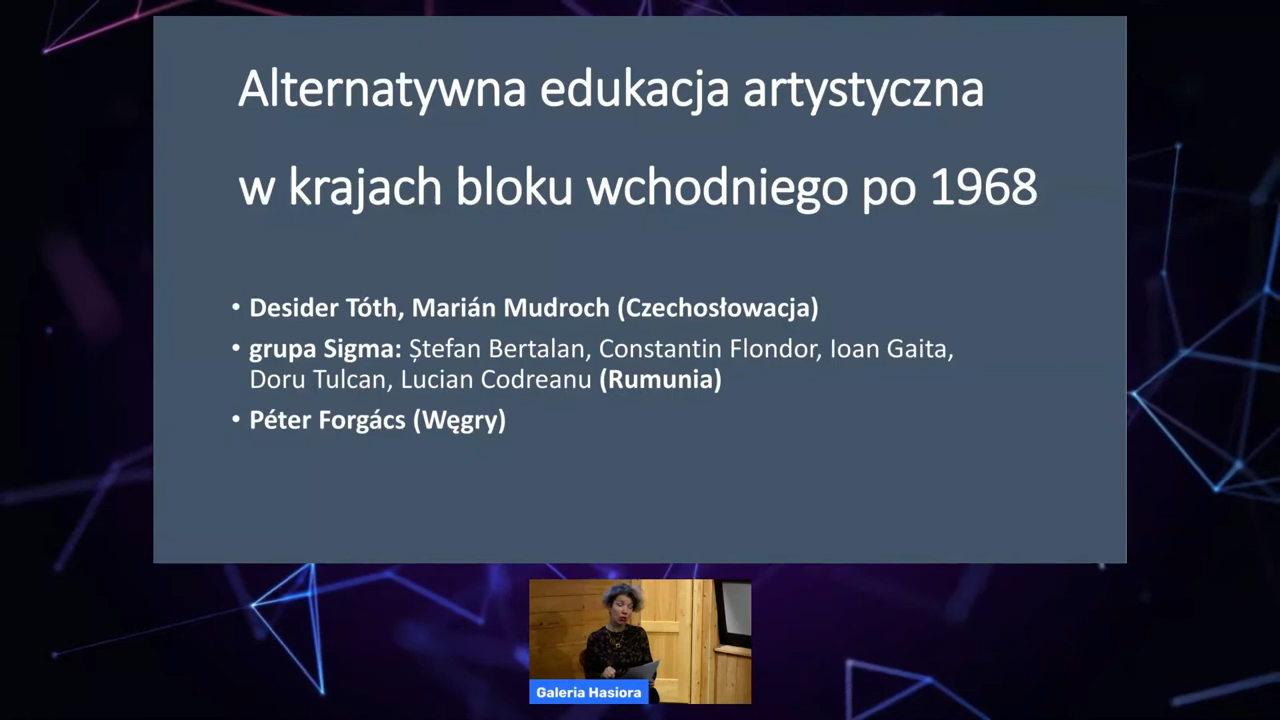 Alternatywna edukacja artystyczna
w krajach bloku wchodniego po 1968
• Desider Tóth, Marián Mudroch (Czechosłowacja)
• grupa Sigma: Ștefan Bertalan, Constantin Flondor, Ioan Gaita,
Doru Tulcan, Lucian Codreanu (Rumunia)
• Péter Forgács (Węgry)
Galeria Hasiora